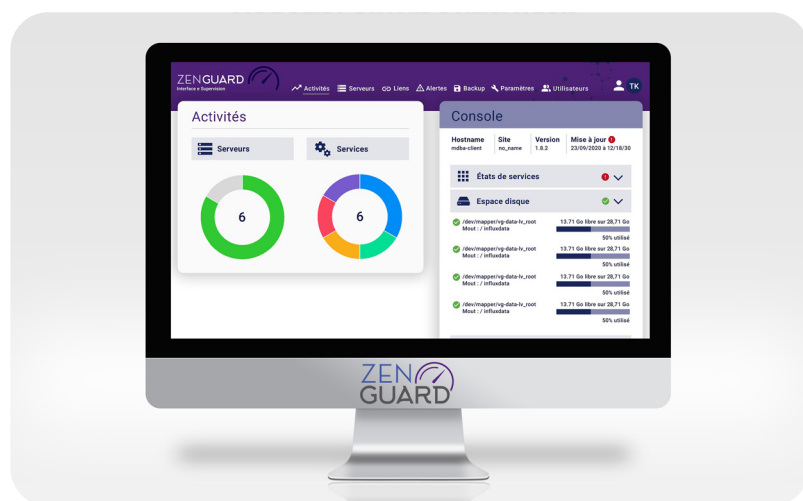 ZENGUARD
Interface e Supervision
Activités
Serveurs
Liens
Alertes
Backup
Paramètres
Utilisateurs
TK
Activités
Serveurs
Services
6
6
Console
Hostname Site Version Mise à jour
mdba-client no_name 1.8.2 23/09/2020 à 12/18/30
États de services
Espace disque
/dev/mapper/vg-data-lv_root 13.71 Go libre sur 28,71 Go
Mout : / influxdata
50% utilisé
/dev/mapper/vg-data-lv_root 13.71 Go libre sur 28,71 Go
Mout : / influxdata
50% utilisé
/dev/mapper/vg-data-lv_root 13.71 Go libre sur 28,71 Go
Mout : / influxdata
50% utilisé
/dev/mapper/vg-data-lv_root 13.71 Go libre sur 28,71 Go
Mout : / influxdata
50% utilisé
ZEN
GUARD